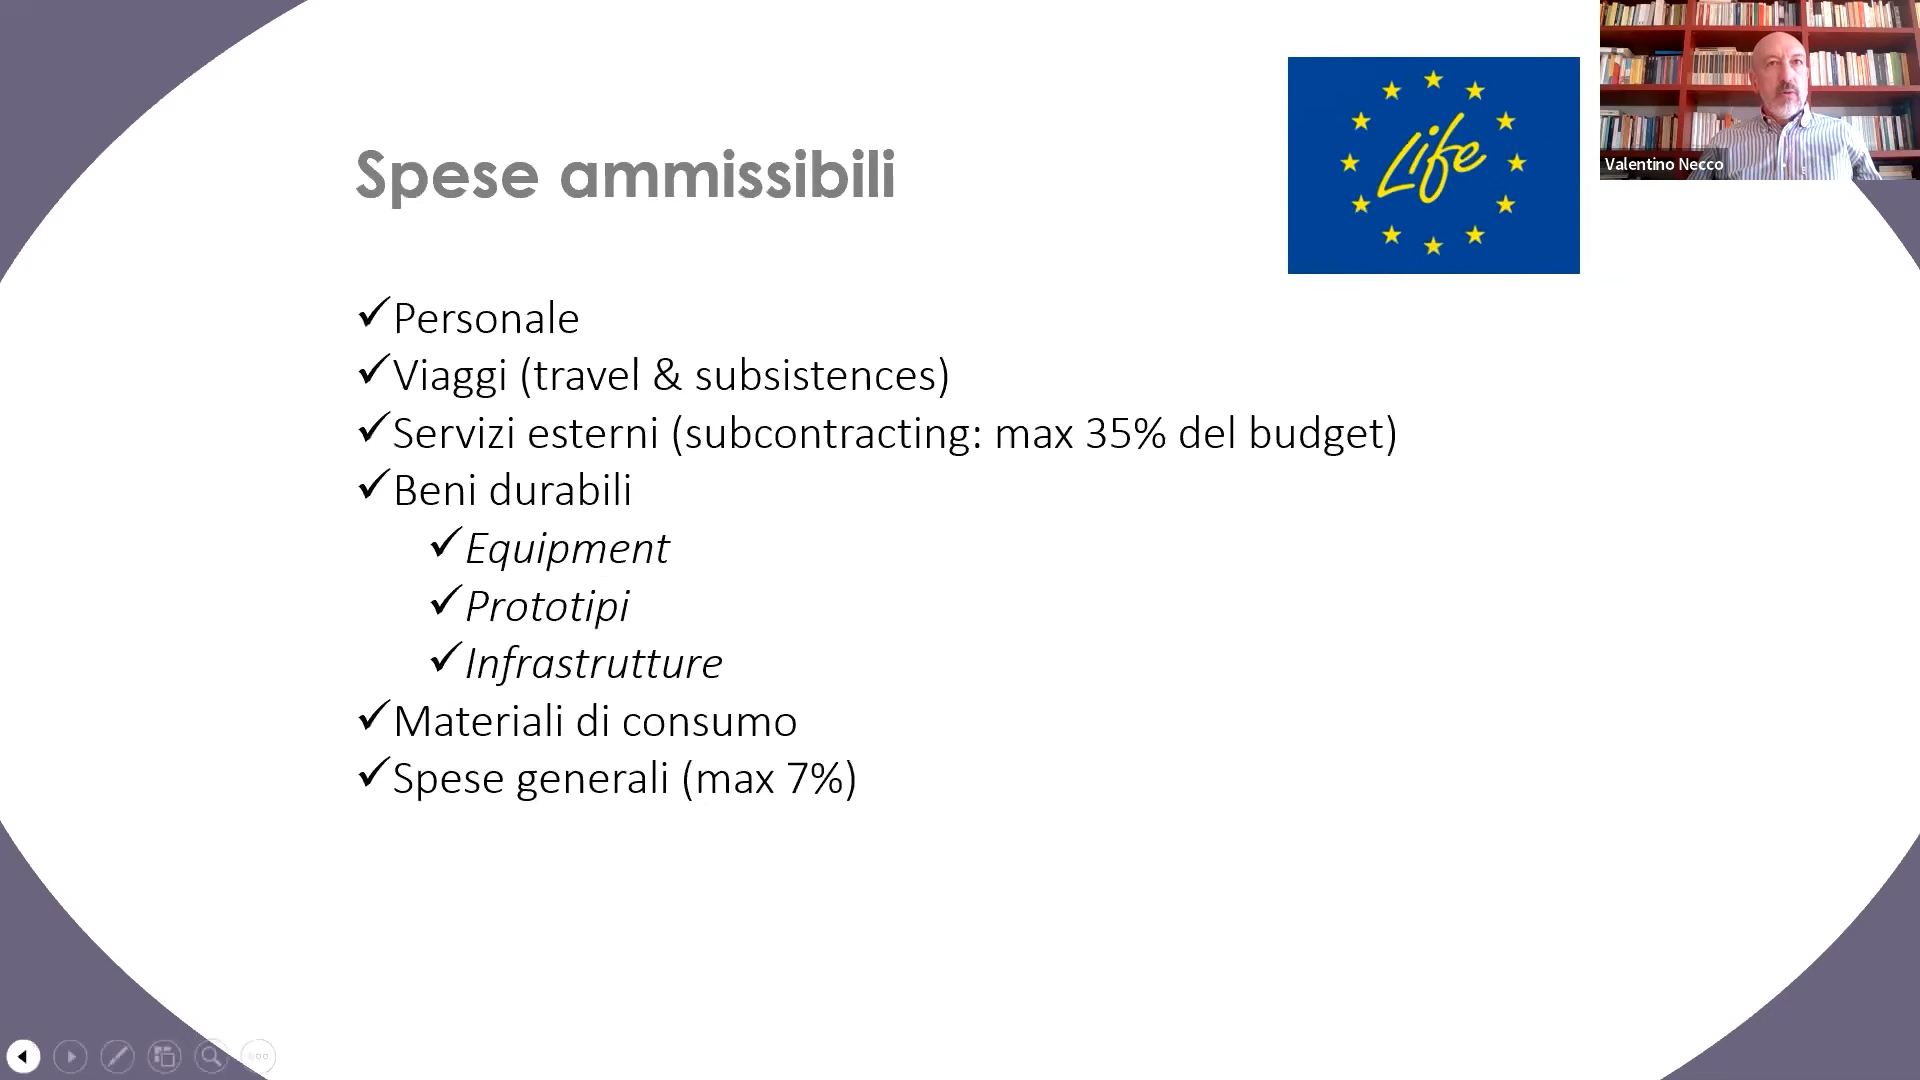 Spese ammissibili
Life
Valentino Necco
✓Personale
✓Viaggi (travel & subsistences)
✓Servizi esterni (subcontracting: max 35% del budget)
✓Beni durabili
✓Equipment
✓Prototipi
✓Infrastrutture
✓Materiali di consumo
✓Spese generali (max 7%)